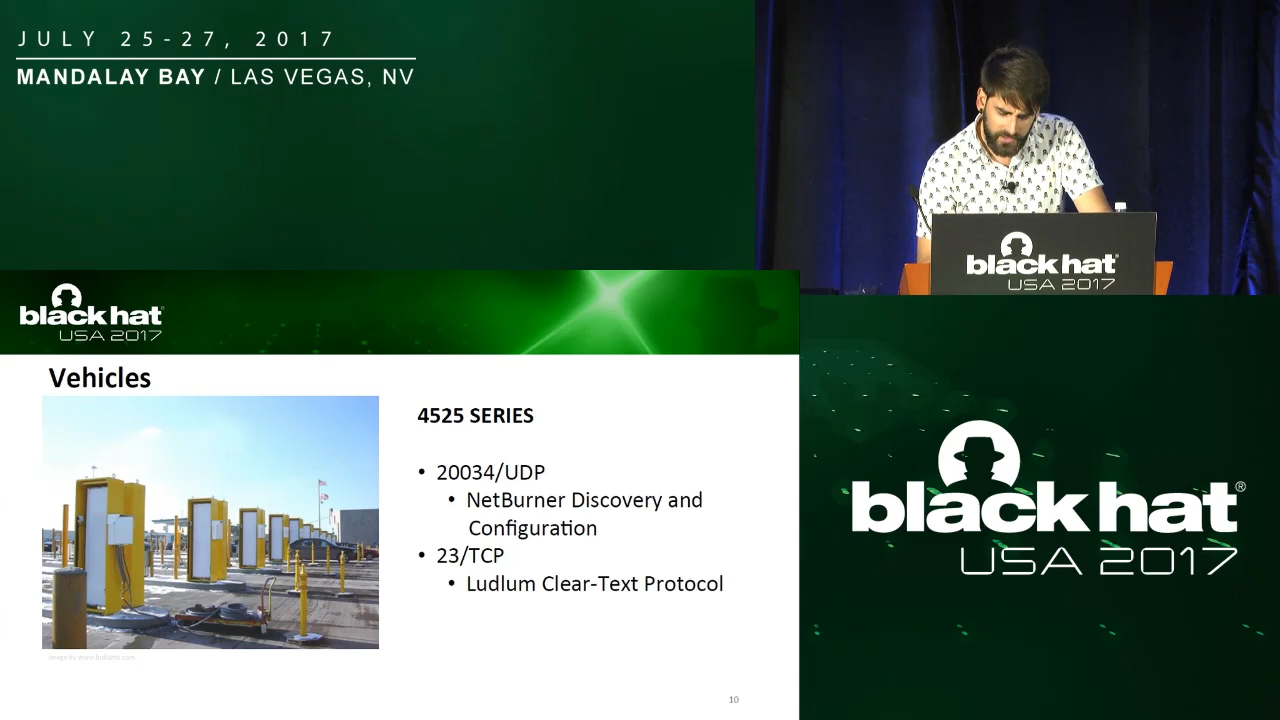 JULY 25-27, 2017
MANDALAY BAY / LAS VEGAS, NV
black hat
USA 2017
black hat
USA 2017
Vehicles
4525 SERIES
• 20034/UDP
• NetBurner Discovery and
Configuration
• 23/TCP
• Ludlum Clear-Text Protocol
10
black hat®
USA 2017